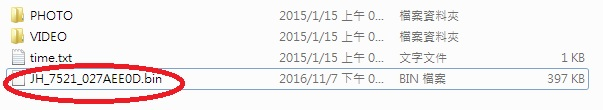 PHOTO 2015/1/15 上午 0... 檔案資料夾
VIDEO 2015/1/15 上午 0... 檔案資料夾
time.txt 2015/1/15 上午 0... 文字文件 1 KB
JH_7521_027AEE0D.bin 2016/11/7 下午 0... BIN 檔案 397 KB